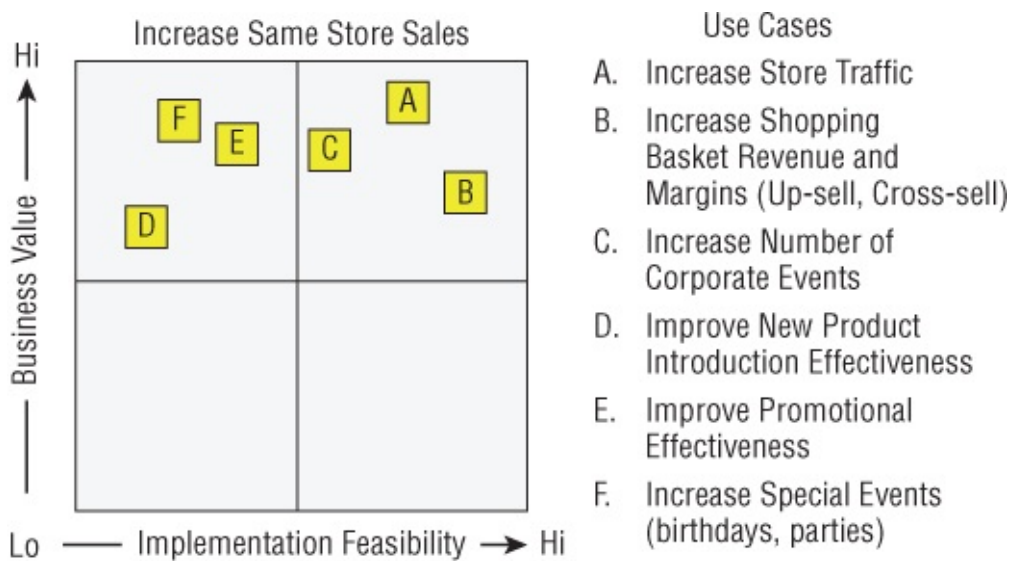 Increase Same Store Sales
Hi
Business Value
F
E
D
A
C
B
Lo
Implementation Feasibility
Hi
Use Cases
A. Increase Store Traffic
B. Increase Shopping
Basket Revenue and
Margins (Up-sell, Cross-sell)
C. Increase Number of
Corporate Events
D. Improve New Product
Introduction Effectiveness
E. Improve Promotional
Effectiveness
F. Increase Special Events
(birthdays, parties)